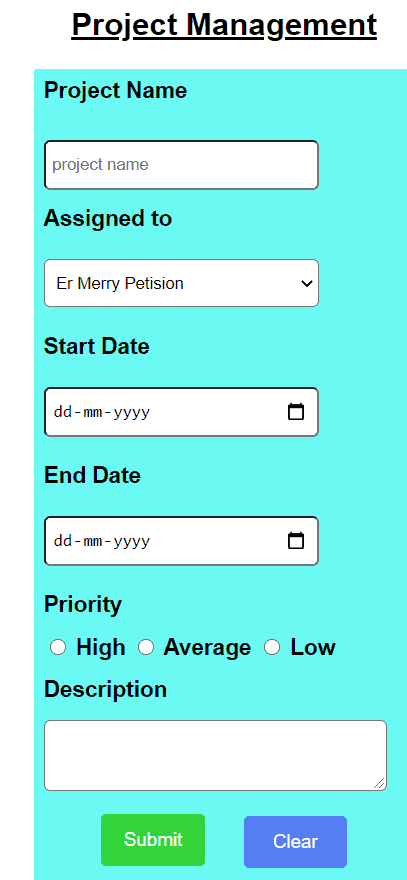 Project Management
Project Name
project name
Assigned to
Er Merry Petision
Start Date
dd-mm-yyyy
End Date
dd-mm-yyyy
Priority
High Average Low
Description
Submit Clear